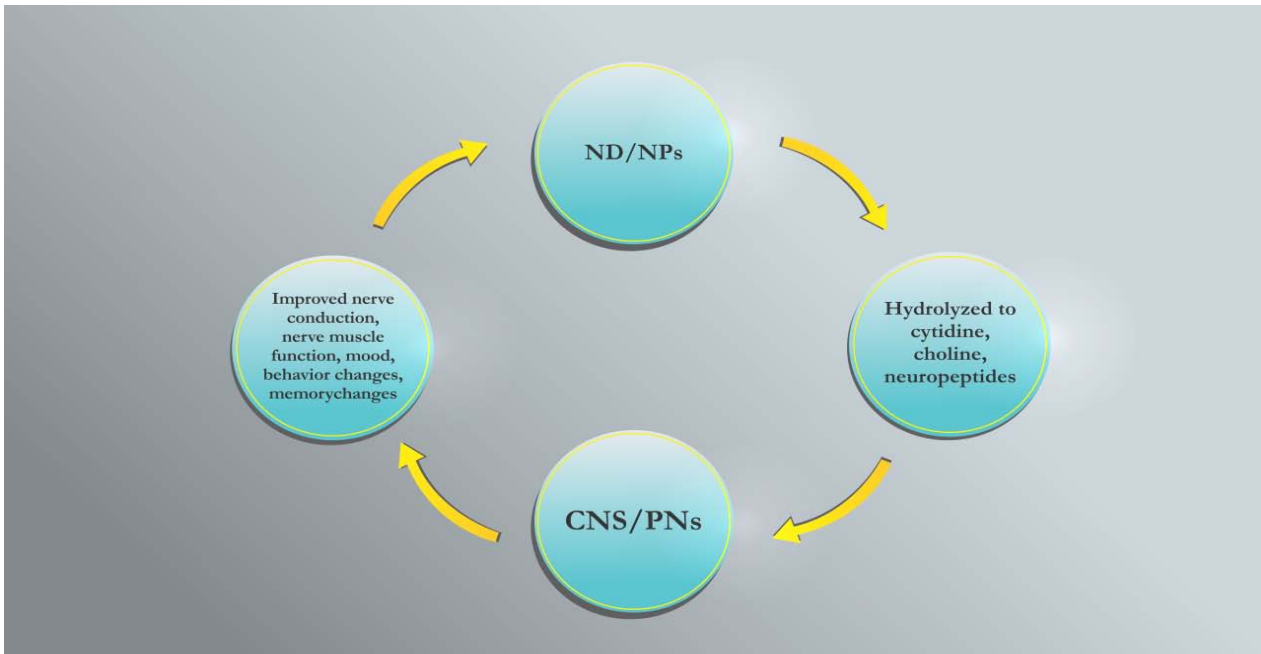 ND/NPs
Hydrolyzed to
cytidine,
choline,
neuropeptides
CNS/PNs
Improved nerve
conduction,
nerve muscle
function, mood,
behavior changes,
memorychanges